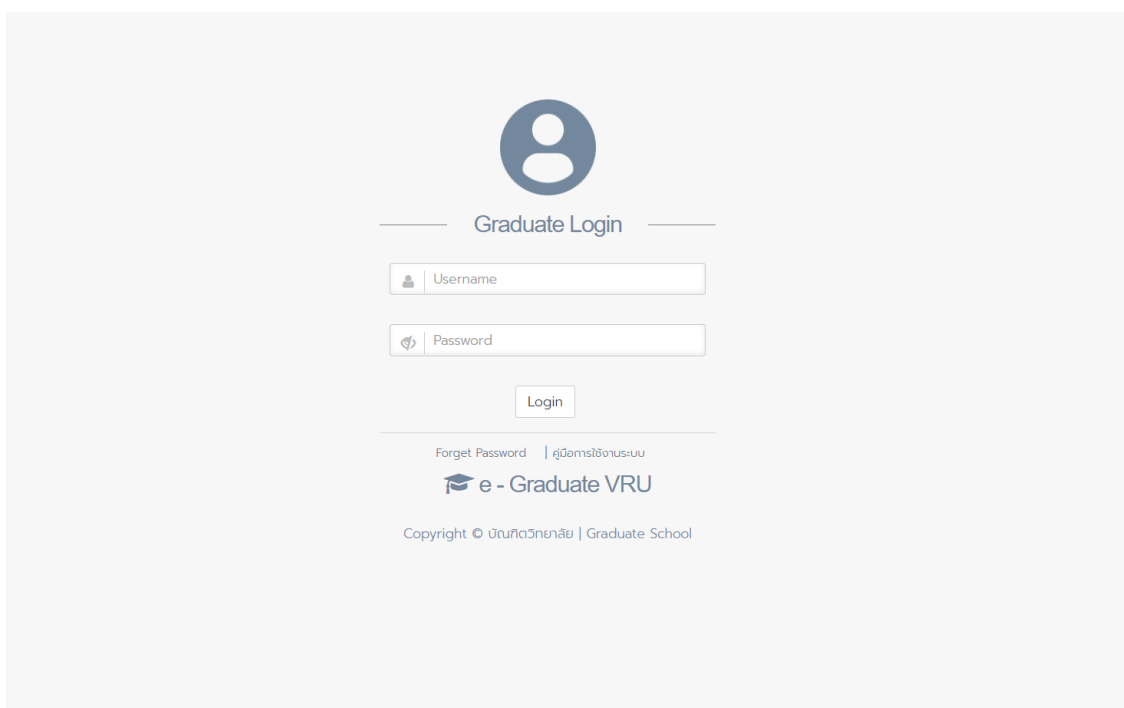 Graduate Login
Username
Password
Login
Forget Password | คู่มือการใช้งานระบบ
e - Graduate VRU
Copyright © บัณฑิตวิทยาลัย | Graduate School